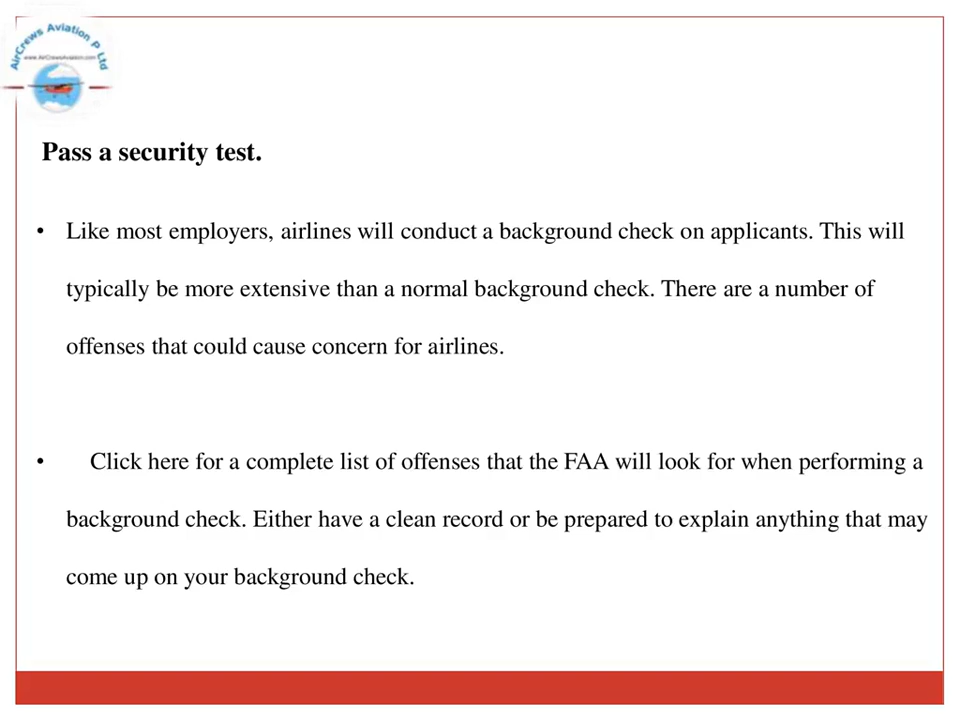 AirCrews Aviation P Ltd
www.AirCrewsAviation.com
Pass a security test.
• Like most employers, airlines will conduct a background check on applicants. This will
typically be more extensive than a normal background check. There are a number of
offenses that could cause concern for airlines.
• Click here for a complete list of offenses that the FAA will look for when performing a
background check. Either have a clean record or be prepared to explain anything that may
come up on your background check.